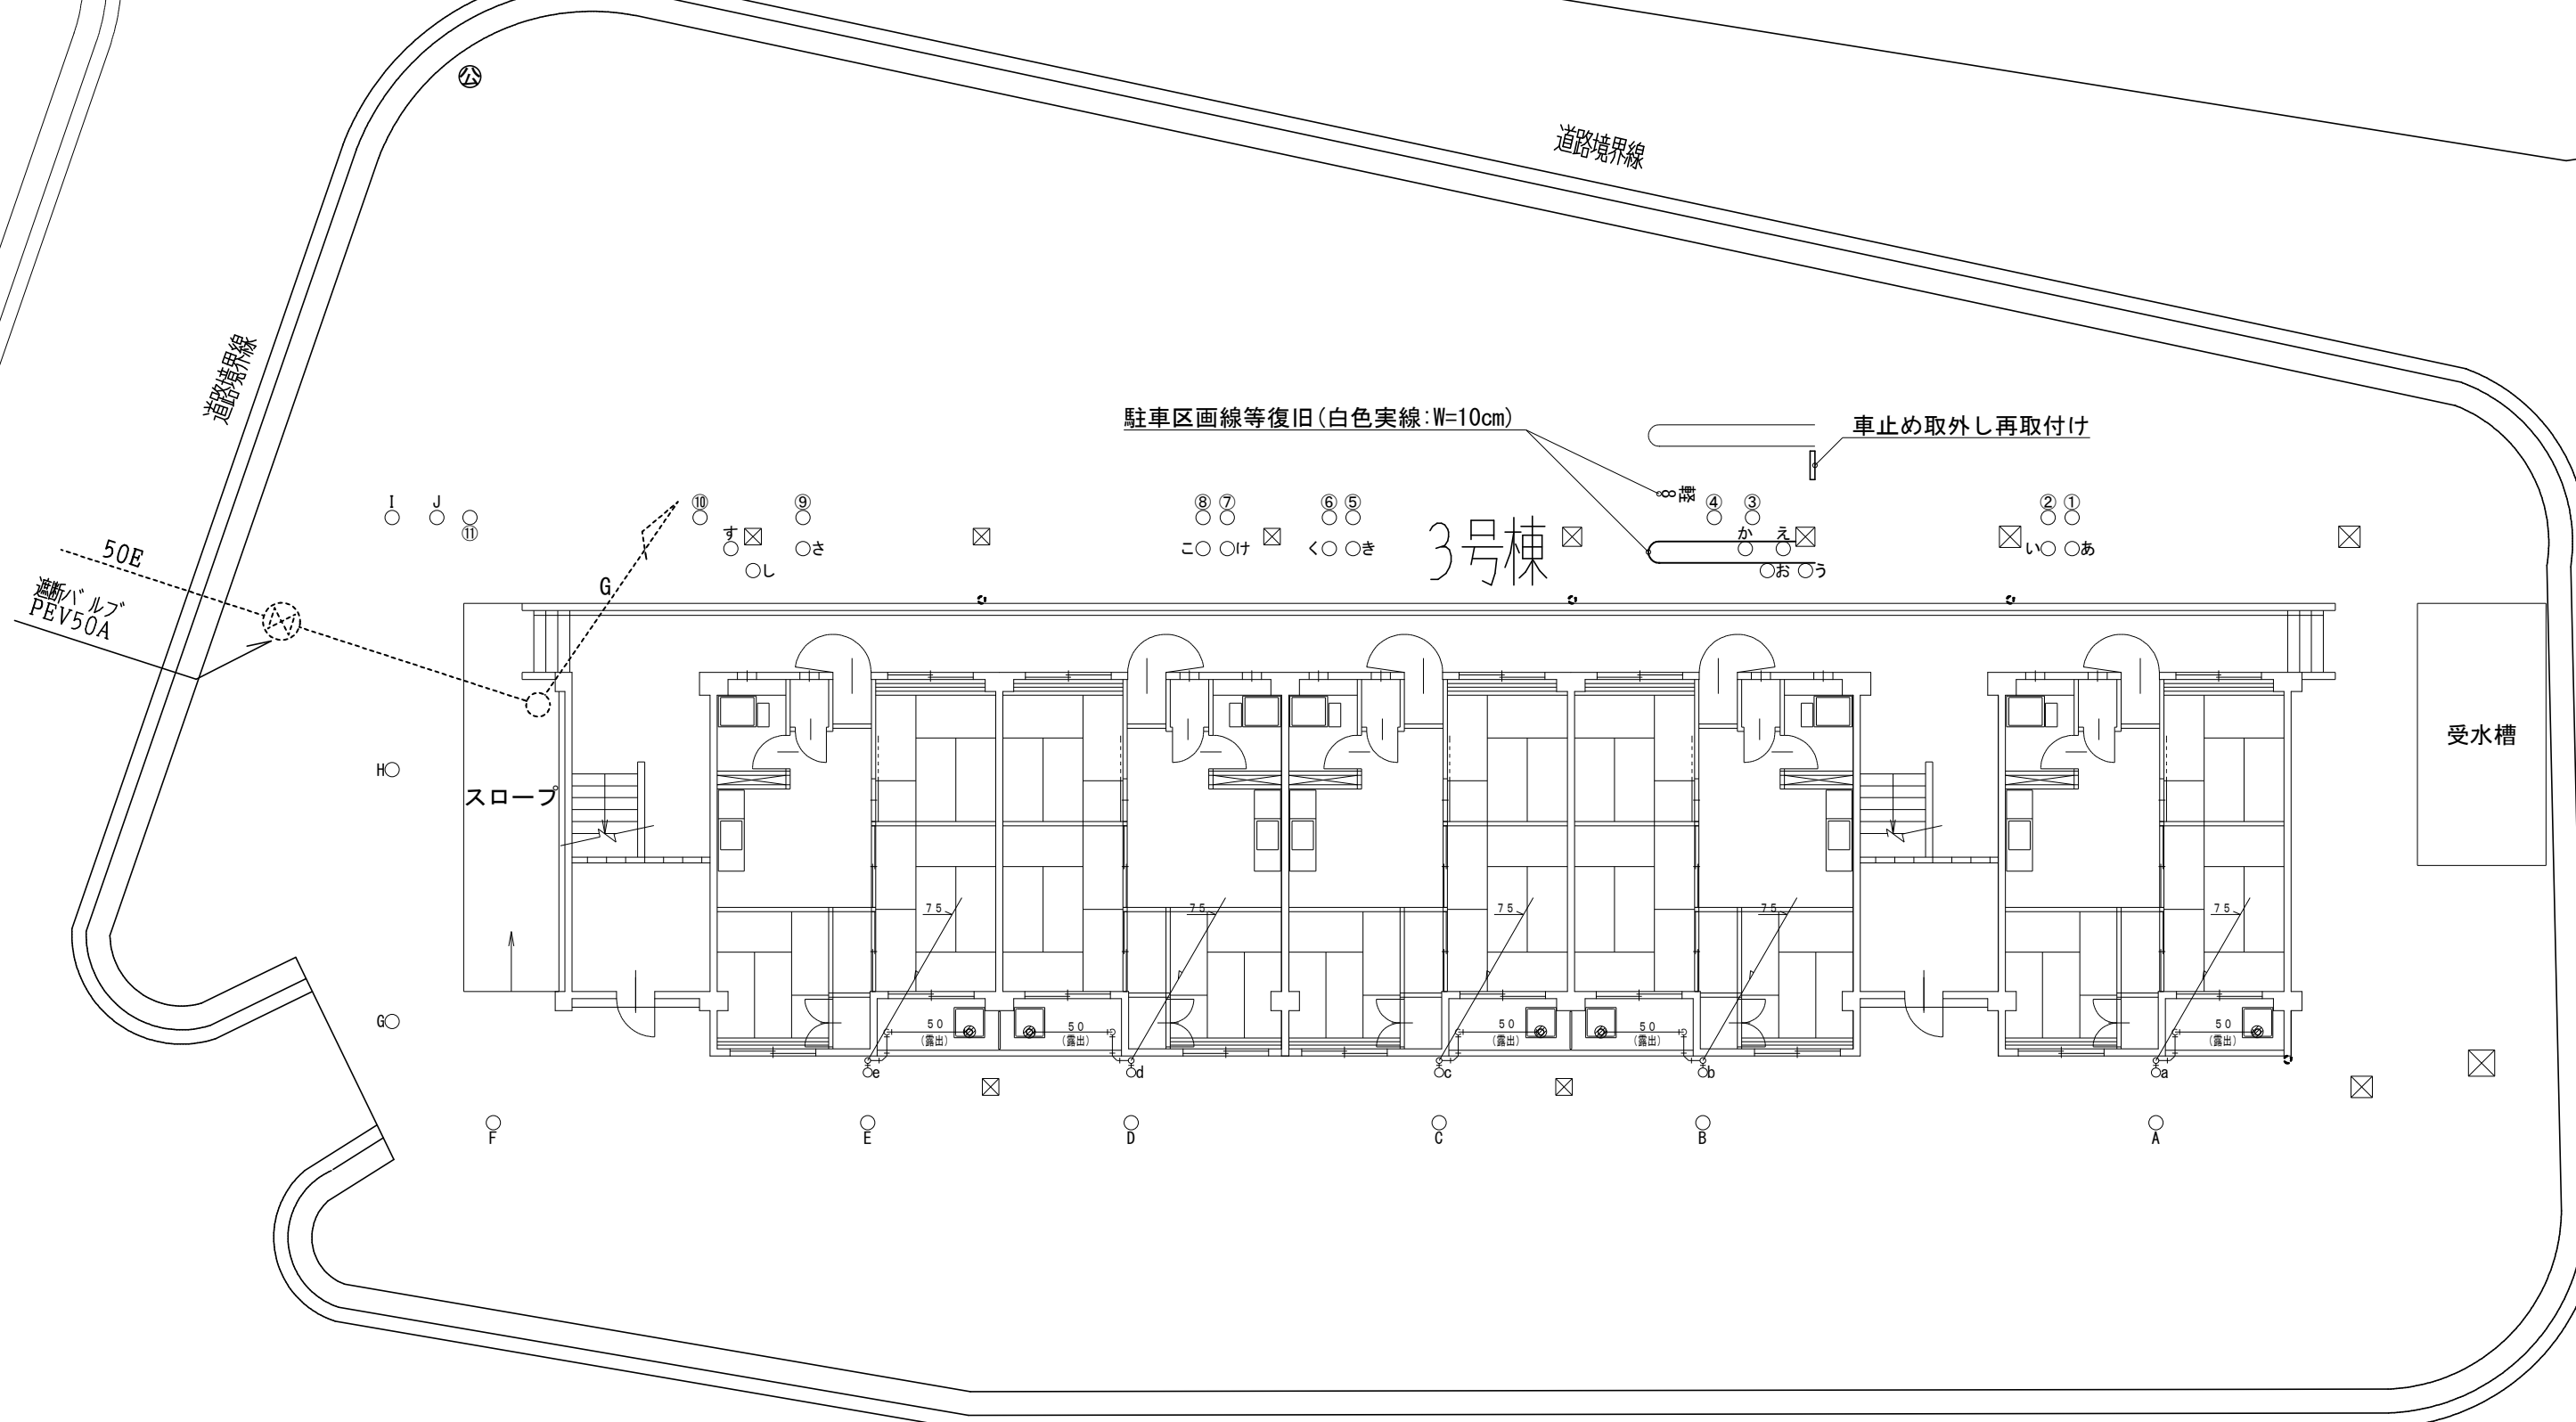 公
道路境界線
道路境界線
駐車区画線等復旧(白色実線:W=10cm)
車止め取外し再取付け
軽
8
I
J
⑪
⑩
⑨
⑧
⑦
⑥
⑤
④
③
②
①
す
さ
し
こ
け
く
き
3号棟
か
え
お
う
い
あ
50E
遮断バルブ
PEV50A
G
受水槽
H
スロープ
75
75
75
75
75
G
50
(露出)
50
(露出)
50
(露出)
50
(露出)
50
(露出)
e
d
c
b
a
F
E
D
C
B
A